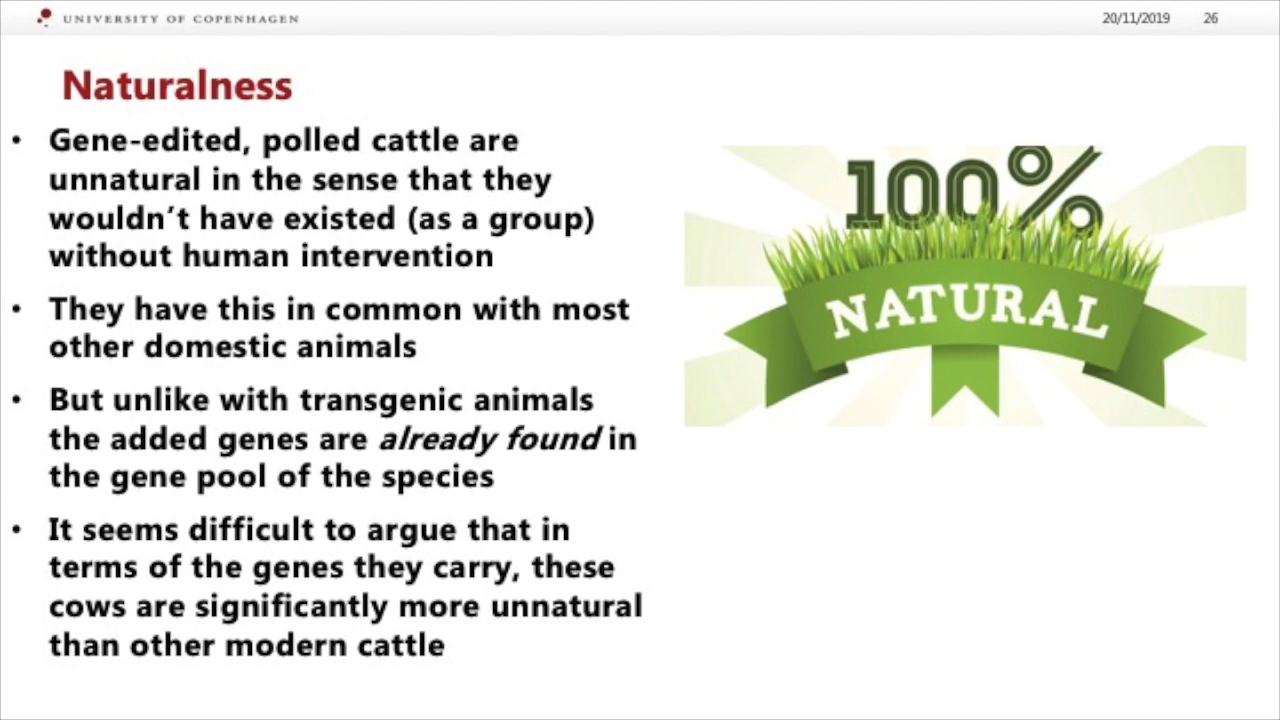 UNIVERSITY OF COPENHAGEN
20/11/2019 26
Naturalness
• Gene-edited, polled cattle are
unnatural in the sense that they
wouldn’t have existed (as a group)
without human intervention
• They have this in common with most
other domestic animals
• But unlike with transgenic animals
the added genes are already found in
the gene pool of the species
• It seems difficult to argue that in
terms of the genes they carry, these
cows are significantly more unnatural
than other modern cattle
100%
NATURAL